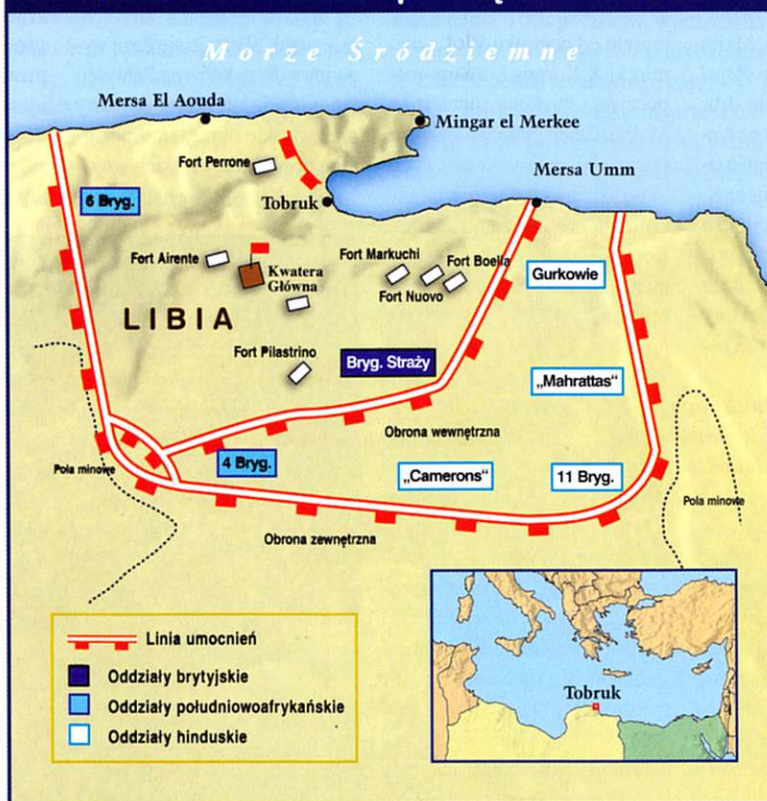 Morze Śródziemne
Mersa El Aouda
Mingar el Merkee
Fort Perrone
Mersa Umm
6 Bryg.
Tobruk
Fort Airente
Fort Markuchi
Fort Boella
Kwatera
Główna
Fort Nuovo
Gurkowie
LIBIA
Fort Pilastrino
Bryg. Straży
„Mahrattas"
Obrona wewnętrzna
Pola minowe
4 Bryg.
„Camerons"
11 Bryg.
Pola minowe
Obrona zewnętrzna
Linia umocnień
Oddziały brytyjskie
Oddziały południowoafrykańskie
Oddziały hinduskie
Tobruk